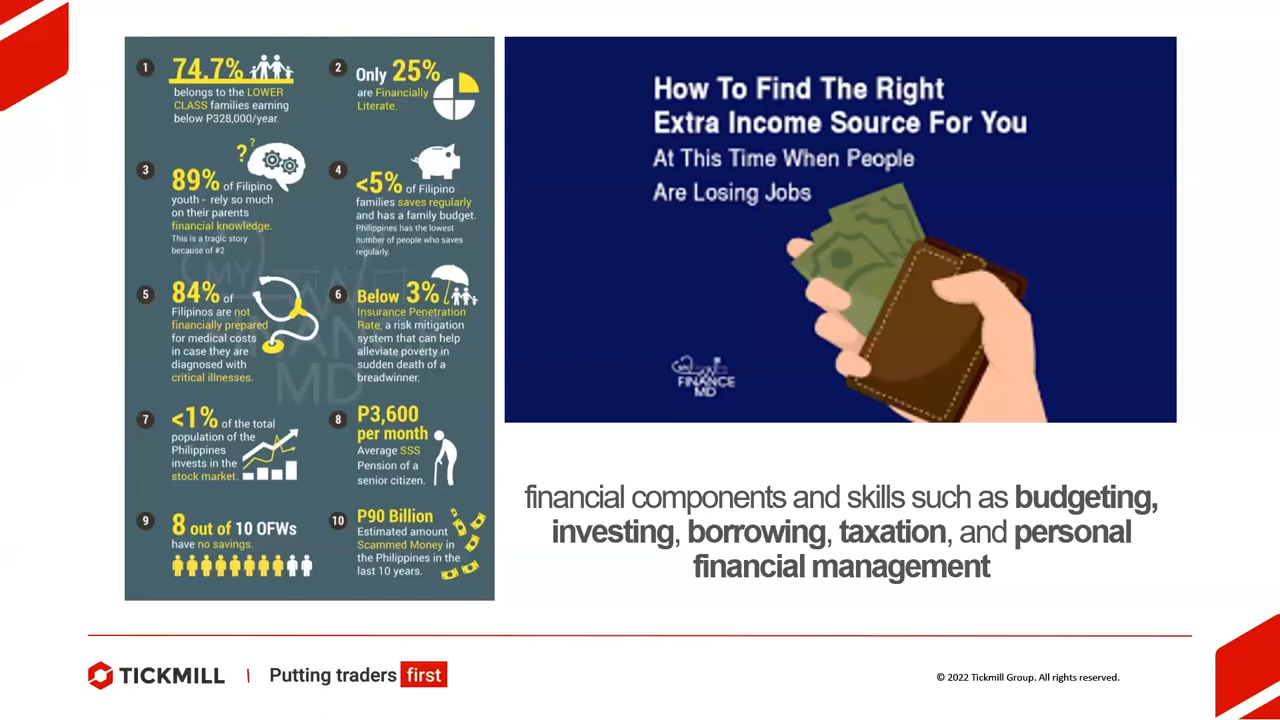 1
74.7%
belongs to the LOWER
CLASS families earning
below P328,000/year.
2
Only 25%
are Financially
Literate.
3
? ?
89% of Filipino
youth - rely so much
on their parents
financial knowledge.
This is a tragic story
because of #2
4
<5% of Filipino
families saves regularly
and has a family budget.
Philippines has the lowest
number of people who saves
regularly.
5
84% of
Filipinos are not
financially prepared
for medical costs
in case they are
diagnosed with
critical illnesses.
6
Below 3%
Insurance Penetration
Rate, a risk mitigation
system that can help
alleviate poverty in
sudden death of a
breadwinner.
7
<1% of the total
population of the
Philippines
invests in the
stock market.
8
P3,600
per month
Average SSS
Pension of a
senior citizen.
9
8 out of 10 OFWs
have no savings.
10
P90 Billion
Estimated amount
Scammed Money in
the Philippines in the
last 10 years.
MY
FINANCE
MD
How To Find The Right
Extra Income Source For You
At This Time When People
Are Losing Jobs
MY
FINANCE
MD
financial components and skills such as budgeting,
investing, borrowing, taxation, and personal
financial management
TICKMILL | Putting traders first
© 2022 Tickmill Group. All rights reserved.